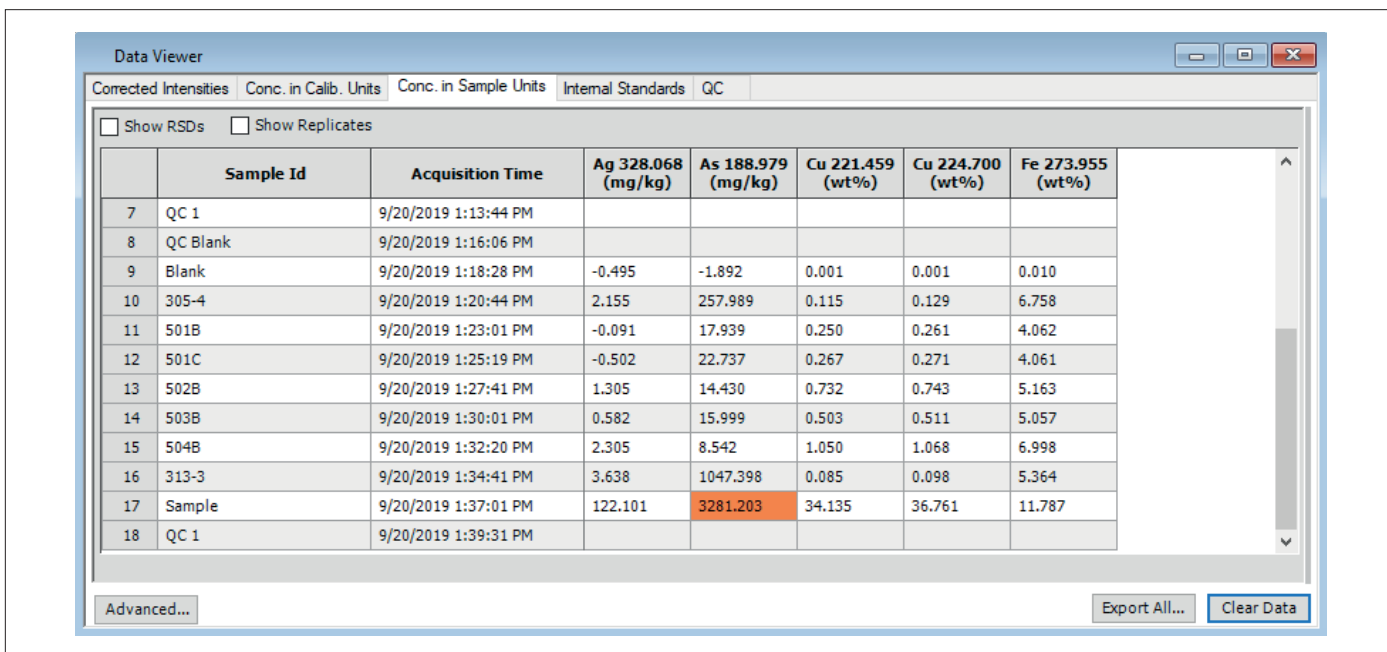 Data Viewer
Corrected Intensities Conc. in Calib. Units Conc. in Sample Units Internal Standards QC
Show RSDs Show Replicates
Sample Id Acquisition Time Ag 328.068 (mg/kg) As 188.979 (mg/kg) Cu 221.459 (wt%) Cu 224.700 (wt%) Fe 273.955 (wt%)
7 QC 1 9/20/2019 1:13:44 PM
8 QC Blank 9/20/2019 1:16:06 PM
9 Blank 9/20/2019 1:18:28 PM -0.495 -1.892 0.001 0.001 0.010
10 305-4 9/20/2019 1:20:44 PM 2.155 257.989 0.115 0.129 6.758
11 501B 9/20/2019 1:23:01 PM -0.091 17.939 0.250 0.261 4.062
12 501C 9/20/2019 1:25:19 PM -0.502 22.737 0.267 0.271 4.061
13 502B 9/20/2019 1:27:41 PM 1.305 14.430 0.732 0.743 5.163
14 503B 9/20/2019 1:30:01 PM 0.582 15.999 0.503 0.511 5.057
15 504B 9/20/2019 1:32:20 PM 2.305 8.542 1.050 1.068 6.998
16 313-3 9/20/2019 1:34:41 PM 3.638 1047.398 0.085 0.098 5.364
17 Sample 9/20/2019 1:37:01 PM 122.101 3281.203 34.135 36.761 11.787
18 QC 1 9/20/2019 1:39:31 PM
Advanced... Export All... Clear Data